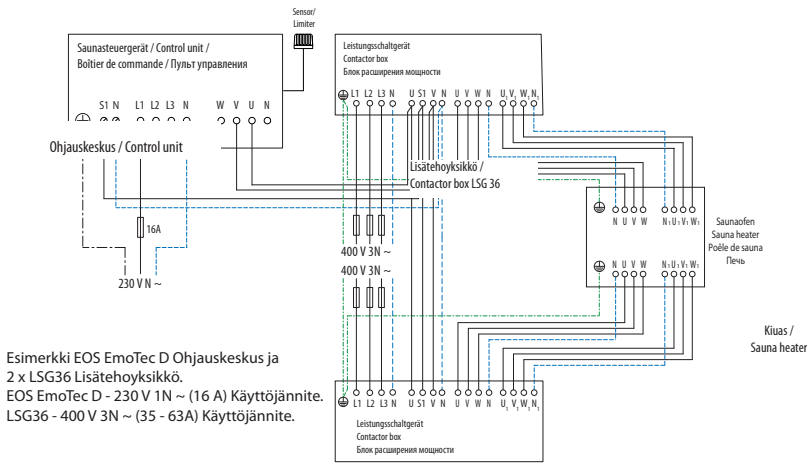 Sensor/
Limiter
Saunasteuergerät / Control unit /
Boîtier de commande / Пульт управления
S1 N L1 L2 L3 N W V U N
Ohjauskeskus / Control unit
16A
230 V N ~
Leistungsschaltgerät
Contactor box
Блок расширения мощности
L1 L2 L3 N U S1 V N U V W N U1 V1 W1 N1
Lisätehoyksikkö /
Contactor box LSG 36
400 V 3N ~
400 V 3N ~
N U V W N1 U1 V1 W1
Saunaofen
Sauna heater
Poêle de sauna
Печь
N U V W N1 U1 V1 W1
Kiuas /
Sauna heater
Esimerkki EOS EmoTec D Ohjauskeskus ja
2 x LSG36 Lisätehoyksikkö.
EOS EmoTec D - 230 V 1N ~ (16 A) Käyttöjännite.
LSG36 - 400 V 3N ~ (35 - 63A) Käyttöjännite.
L1 L2 L3 N U S1 V N U V W N U1 V1 W1 N1
Leistungsschaltgerät
Contactor box
Блок расширения мощности